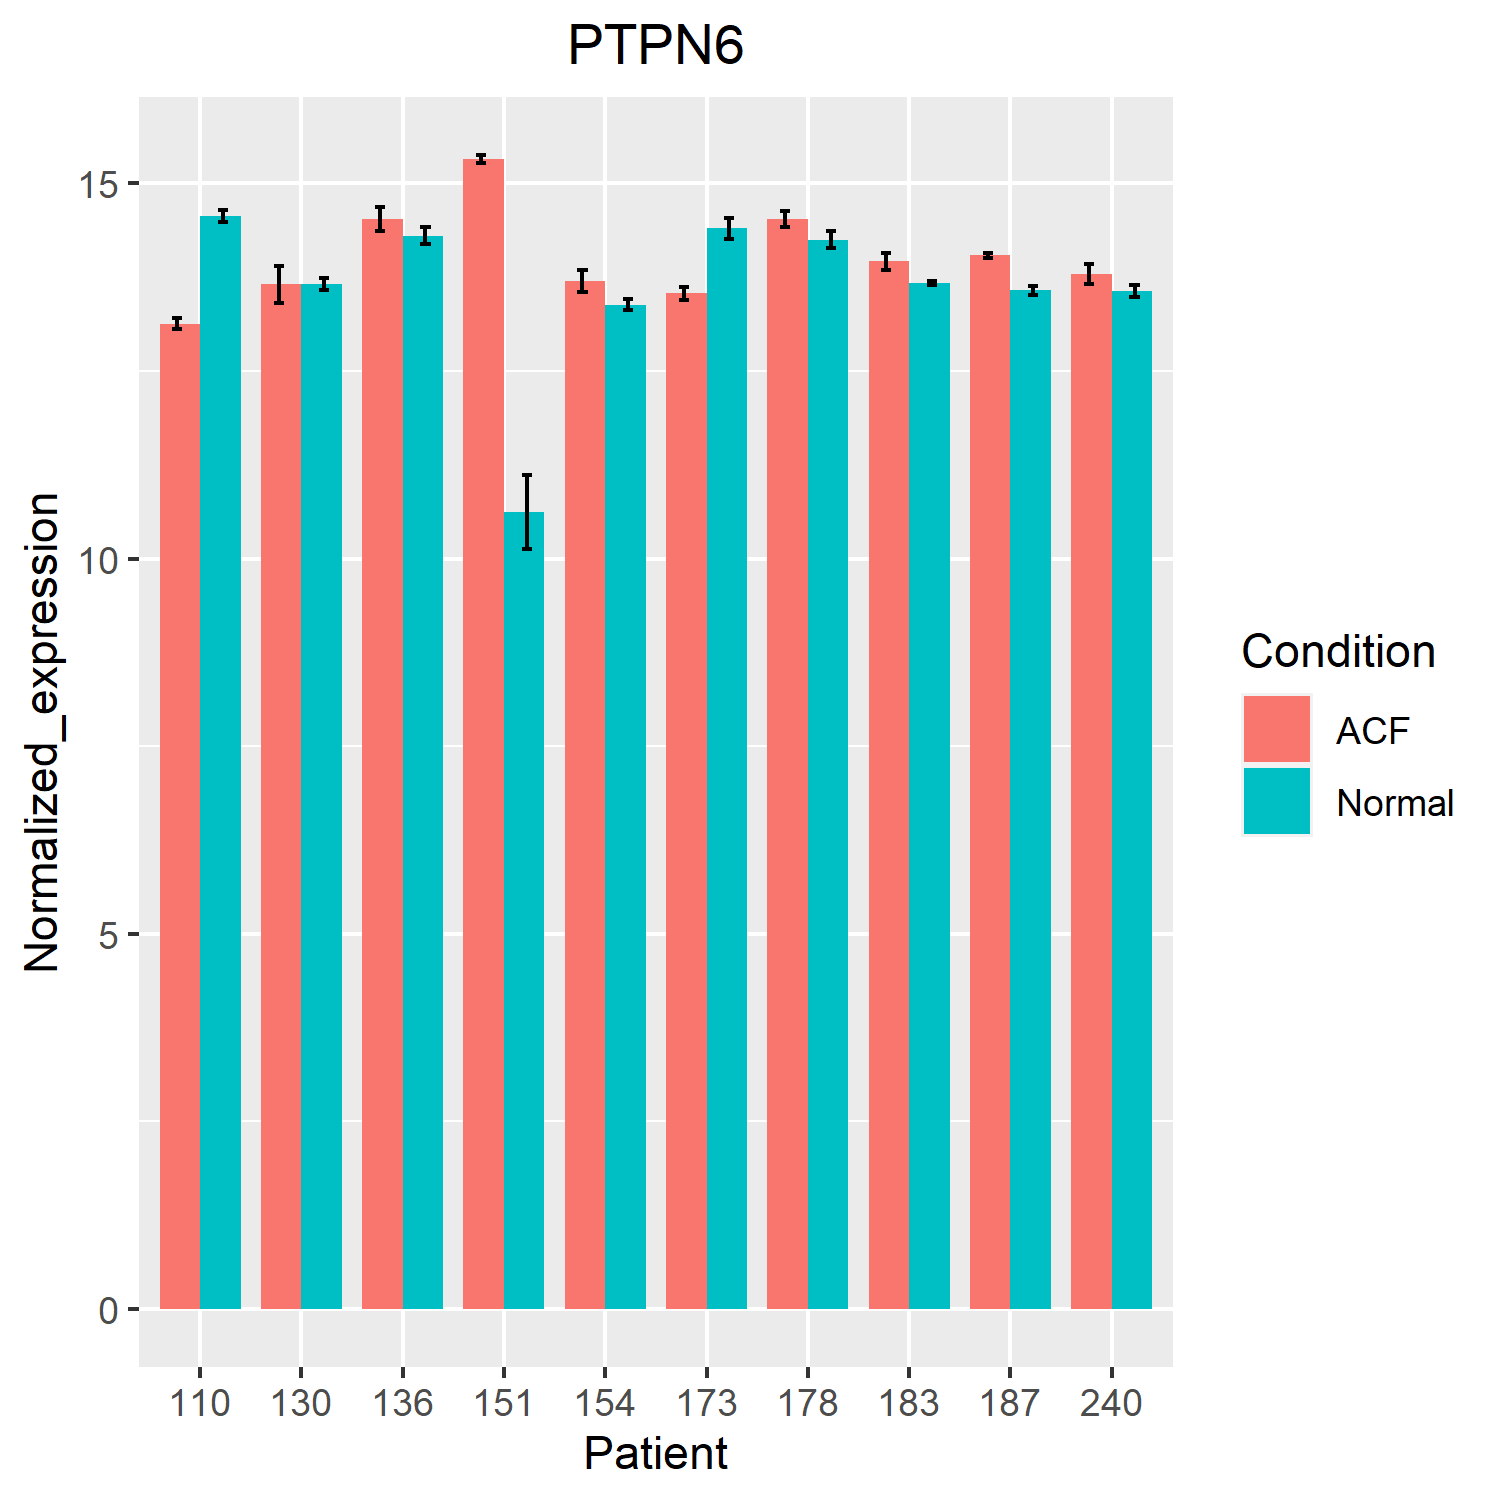 PTPN6
Normalized_expression
15
10
5
0
110 130 136 151 154 173 178 183 187 240
Patient
Condition
ACF
Normal